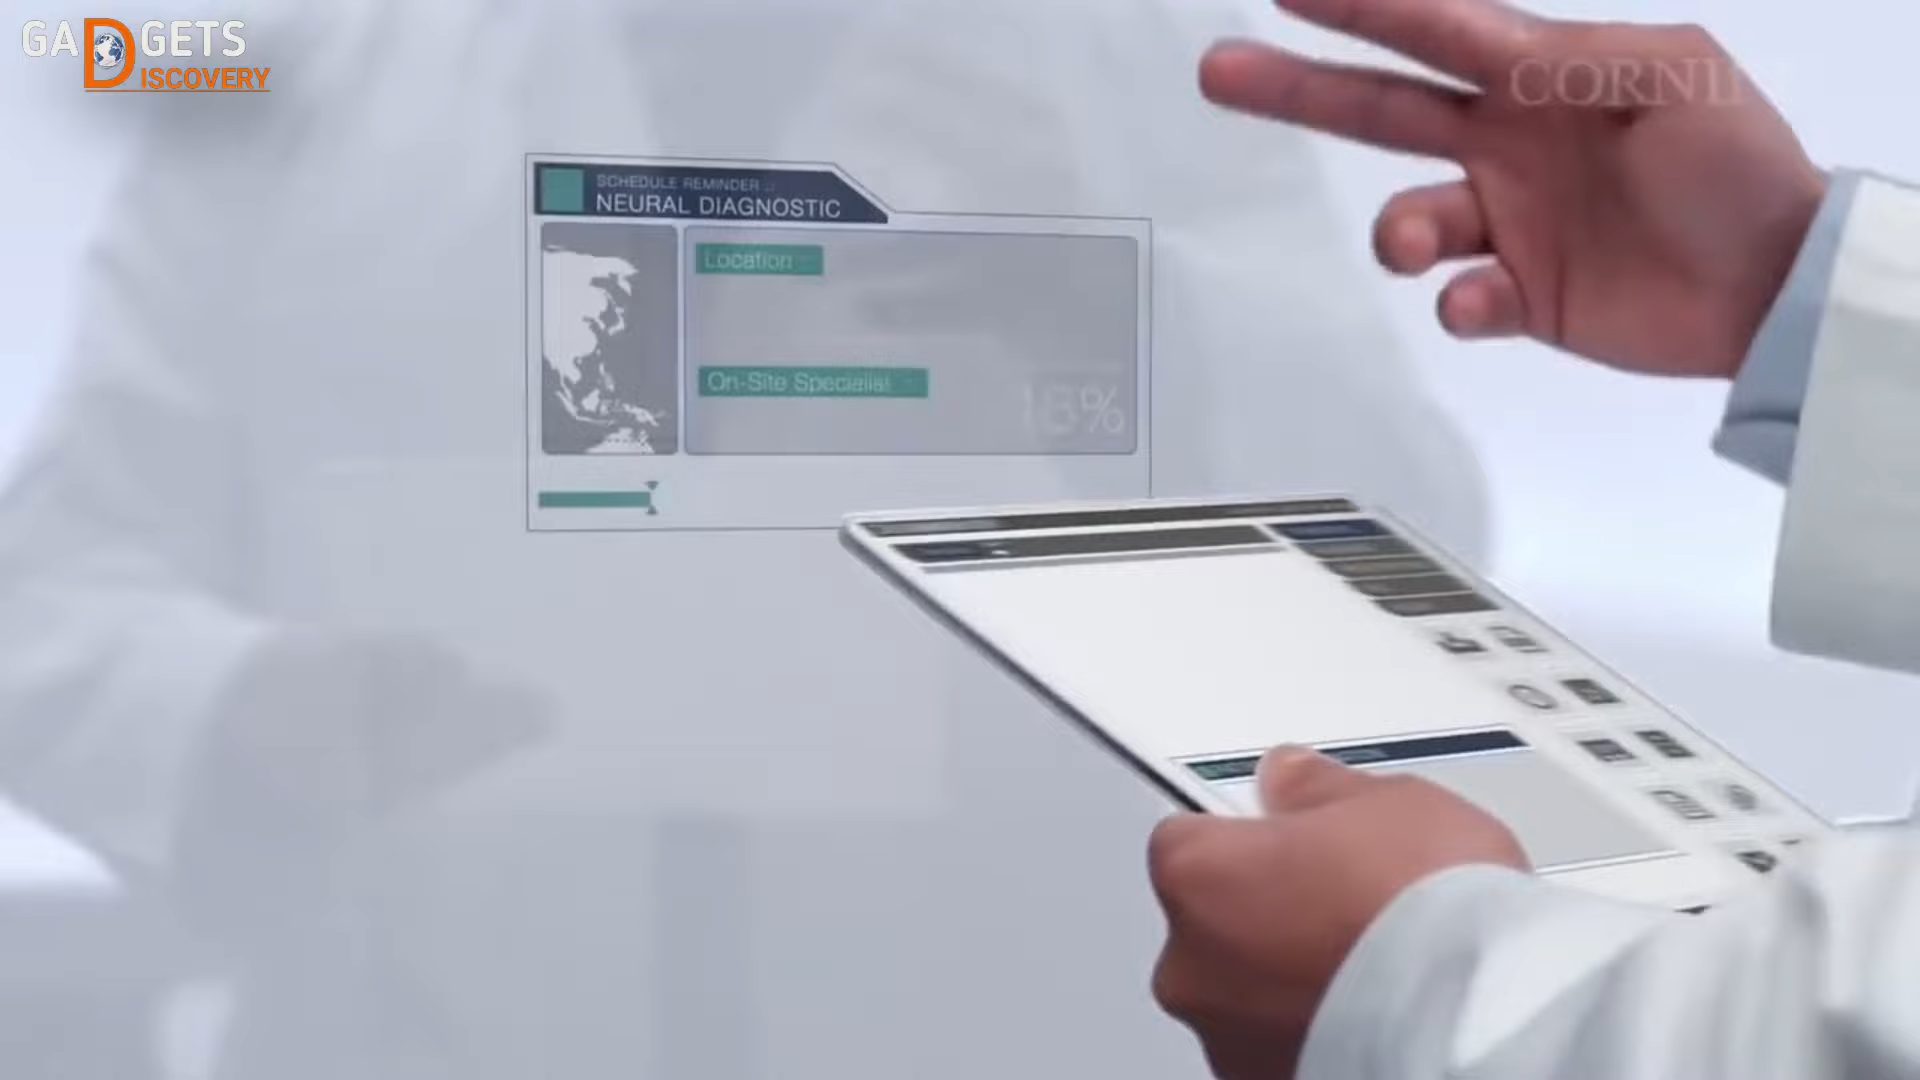 GADGETS
DISCOVERY
CORNI
SCHEDULE REMINDER ::
NEURAL DIAGNOSTIC
Location
On-Site Specialist
18%